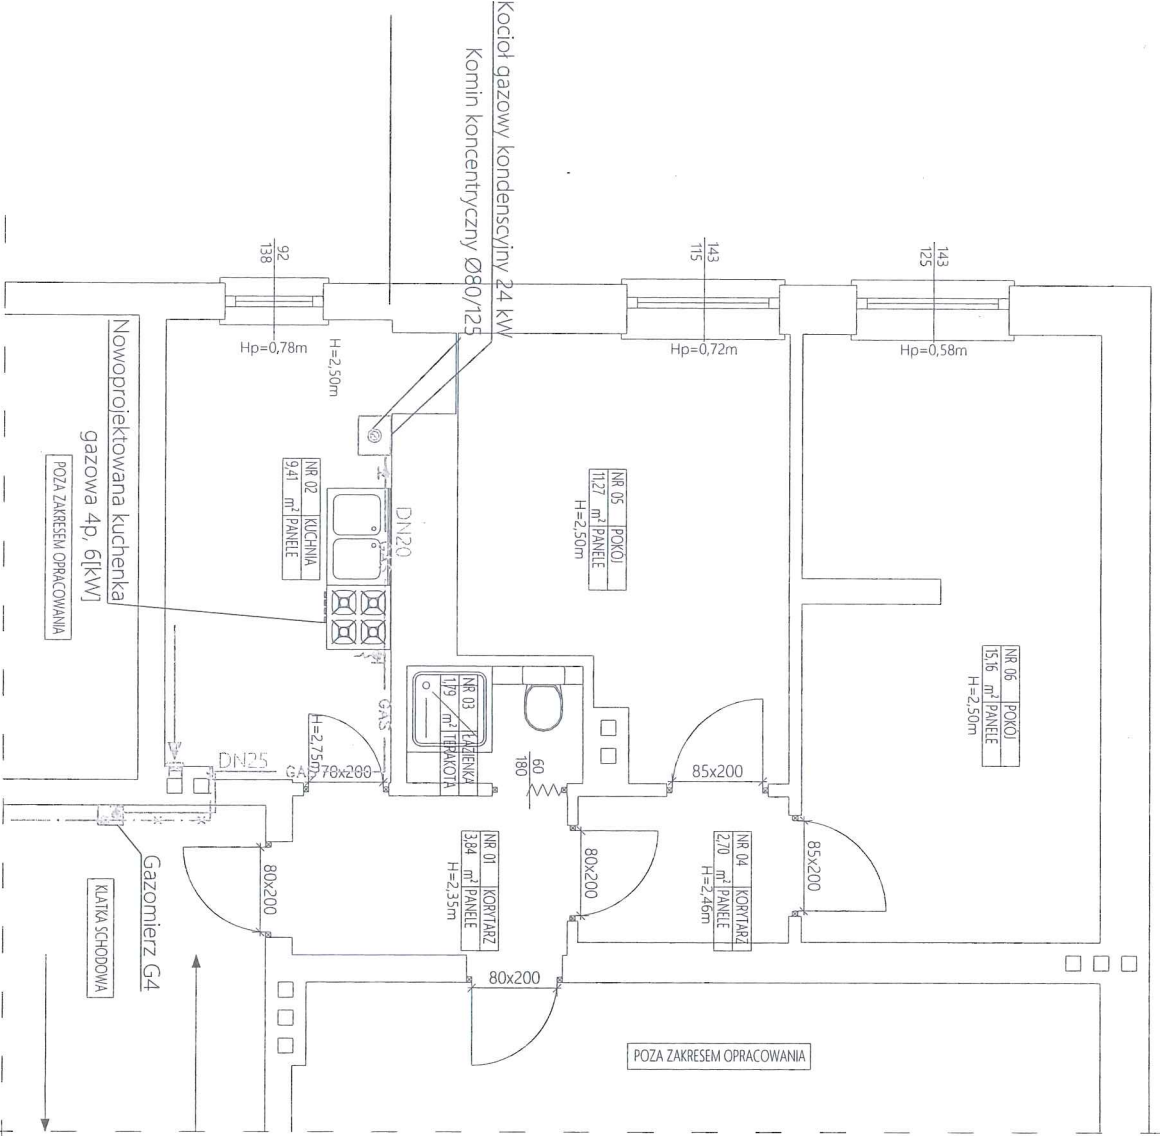 Kocioł gazowy kondenscyjny 24 kW
Komin koncentryczny Ø80/125
92
138
143
115
143
125
Hp=0,78m
Hp=0,72m
Hp=0,58m
H=2,50m
Nowoprojektowana kuchenka
gazowa 4p, 6[kW]
POZA ZAKRESEM OPRACOWANIA
NR 02 KUCHNIA
9,41 m² PANELE
DN20
GAS
NR 05 POKÓJ
11,27 m² PANELE
H=2,50m
NR 06 POKÓJ
15,16 m² PANELE
H=2,50m
NR 03 ŁAZIENKA
1,79 m² TERAKOTA
GAS
H=2,75m
DN25
GAS
70x200
60
180
85x200
85x200
NR 01 KORYTARZ
3,84 m² PANELE
H=2,35m
NR 04 KORYTARZ
2,70 m² PANELE
H=2,46m
80x200
80x200
80x200
Gazomierz G4
KLATKA SCHODOWA
POZA ZAKRESEM OPRACOWANIA